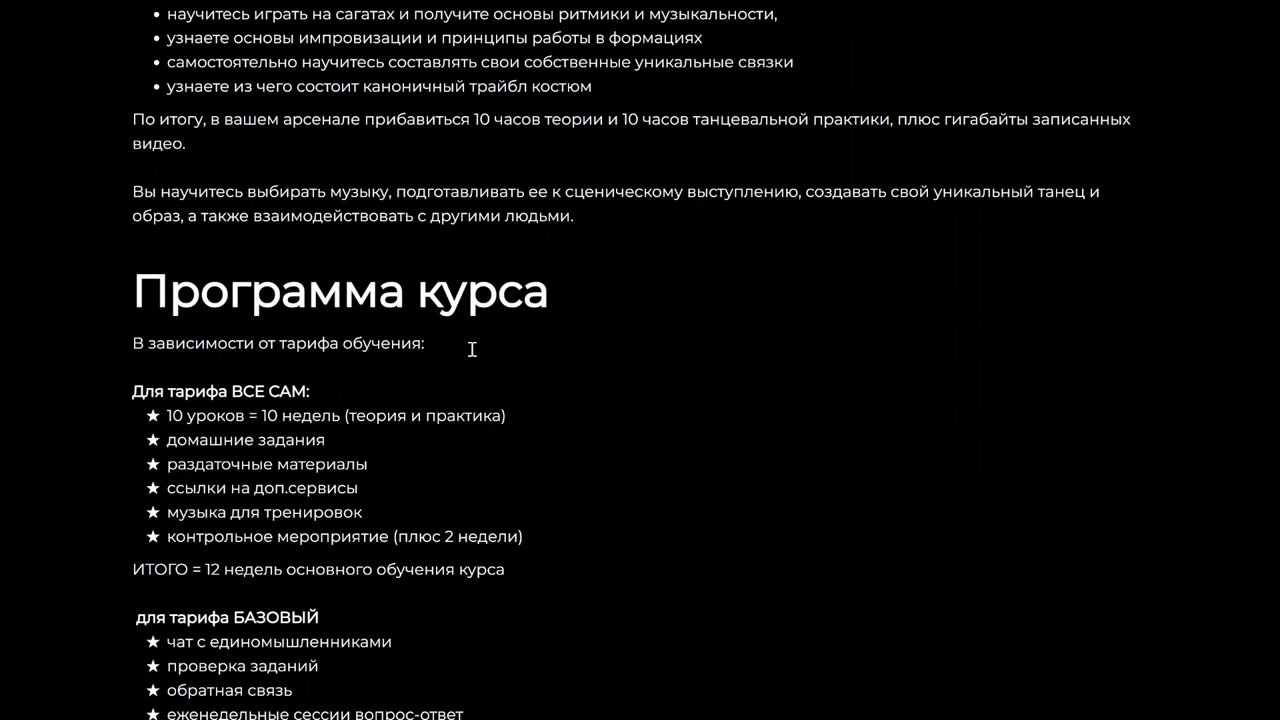 • научитесь играть на сагатах и получите основы ритмики и музыкальности,
• узнаете основы импровизации и принципы работы в формациях
• самостоятельно научитесь составлять свои собственные уникальные связки
• узнаете из чего состоит каноничный трайбл костюм
По итогу, в вашем арсенале прибавиться 10 часов теории и 10 часов танцевальной практики, плюс гигабайты записанных
видео.
Вы научитесь выбирать музыку, подготавливать ее к сценическому выступлению, создавать свой уникальный танец и
образ, а также взаимодействовать с другими людьми.
Программа курса
В зависимости от тарифа обучения:
Для тарифа ВСЕ САМ:
★ 10 уроков = 10 недель (теория и практика)
★ домашние задания
★ раздаточные материалы
★ ссылки на доп.сервисы
★ музыка для тренировок
★ контрольное мероприятие (плюс 2 недели)
ИТОГО = 12 недель основного обучения курса
для тарифа БАЗОВЫЙ
★ чат с единомышленниками
★ проверка заданий
★ обратная связь
★ еженедельные сессии вопрос-ответ